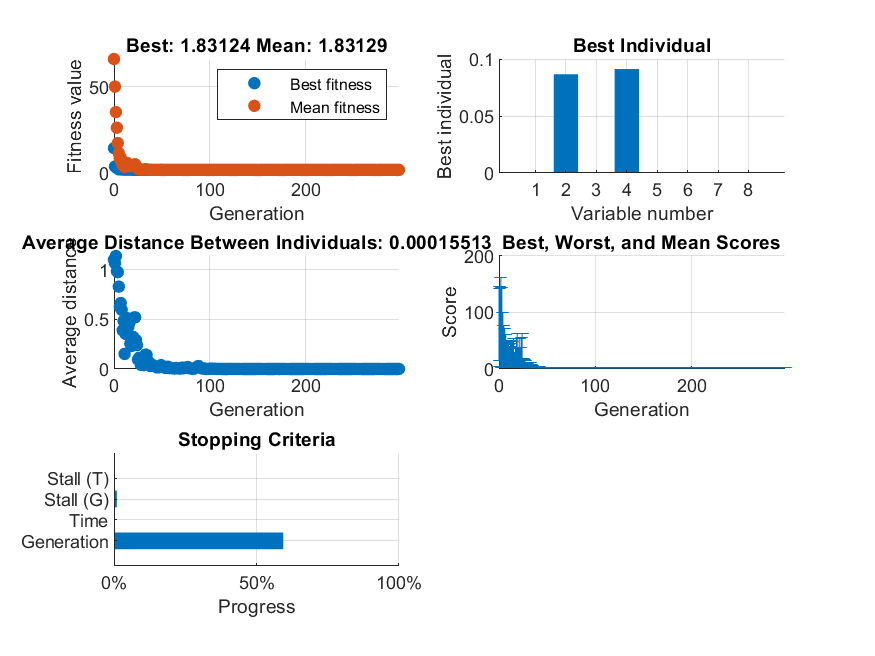 Best: 1.83124 Mean: 1.83129
Fitness value
50
0
Best fitness
Mean fitness
0 100 200
Generation
Best Individual
Best individual
0.1
0.05
0
1 2 3 4 5 6 7 8
Variable number
Average Distance Between Individuals: 0.00015513
Average distance
1
0.5
0
0 100 200
Generation
Best, Worst, and Mean Scores
Score
200
100
0
0 100 200
Generation
Stopping Criteria
Stall (T)
Stall (G)
Time
Generation
0% 50% 100%
Progress